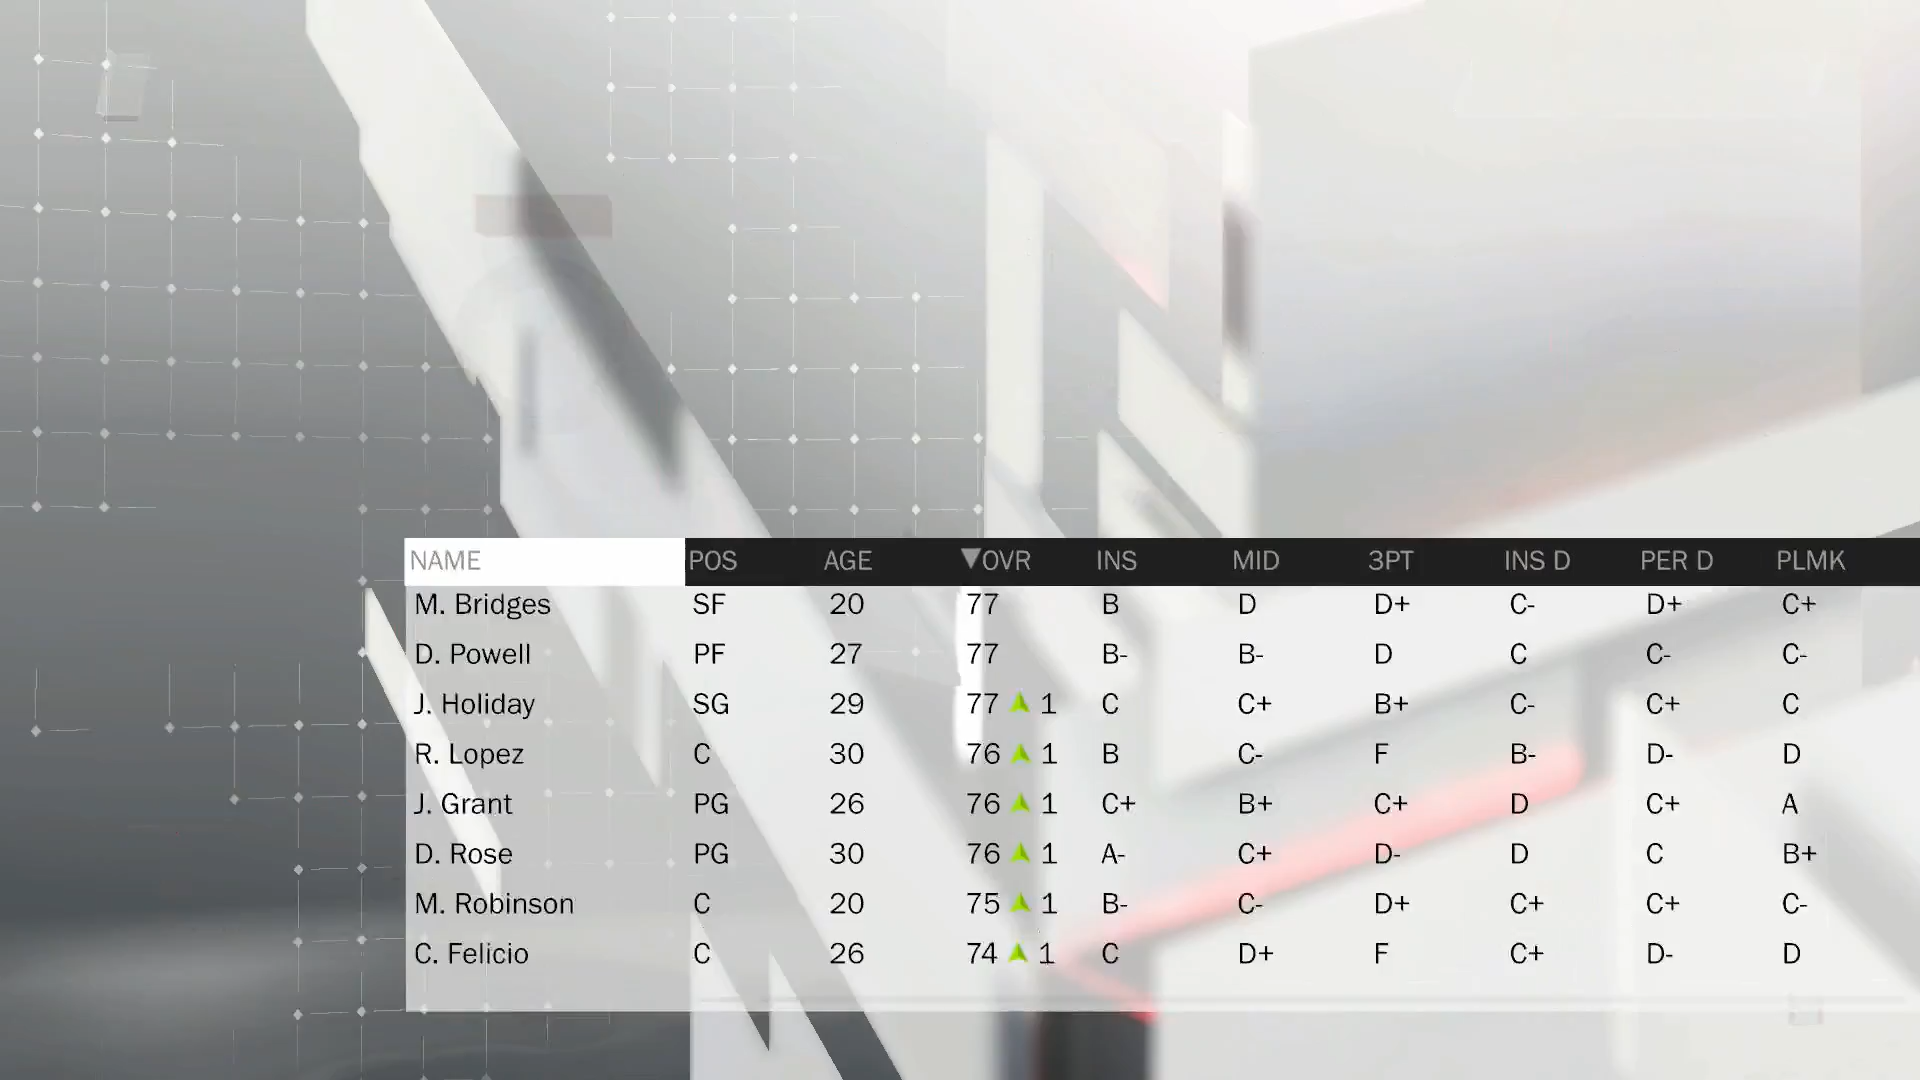 NAME POS AGE ▼OVR INS MID 3PT INS D PER D PLMK
M. Bridges SF 20 77 B D D+ C- D+ C+
D. Powell PF 27 77 B- B- D C C- C-
J. Holiday SG 29 77 ▲ 1 C C+ B+ C- C+ C
R. Lopez C 30 76 ▲ 1 B C- F B- D- D
J. Grant PG 26 76 ▲ 1 C+ B+ C+ D C+ A
D. Rose PG 30 76 ▲ 1 A- C+ D- D C B+
M. Robinson C 20 75 ▲ 1 B- C- D+ C+ C+ C-
C. Felicio C 26 74 ▲ 1 C D+ F C+ D- D